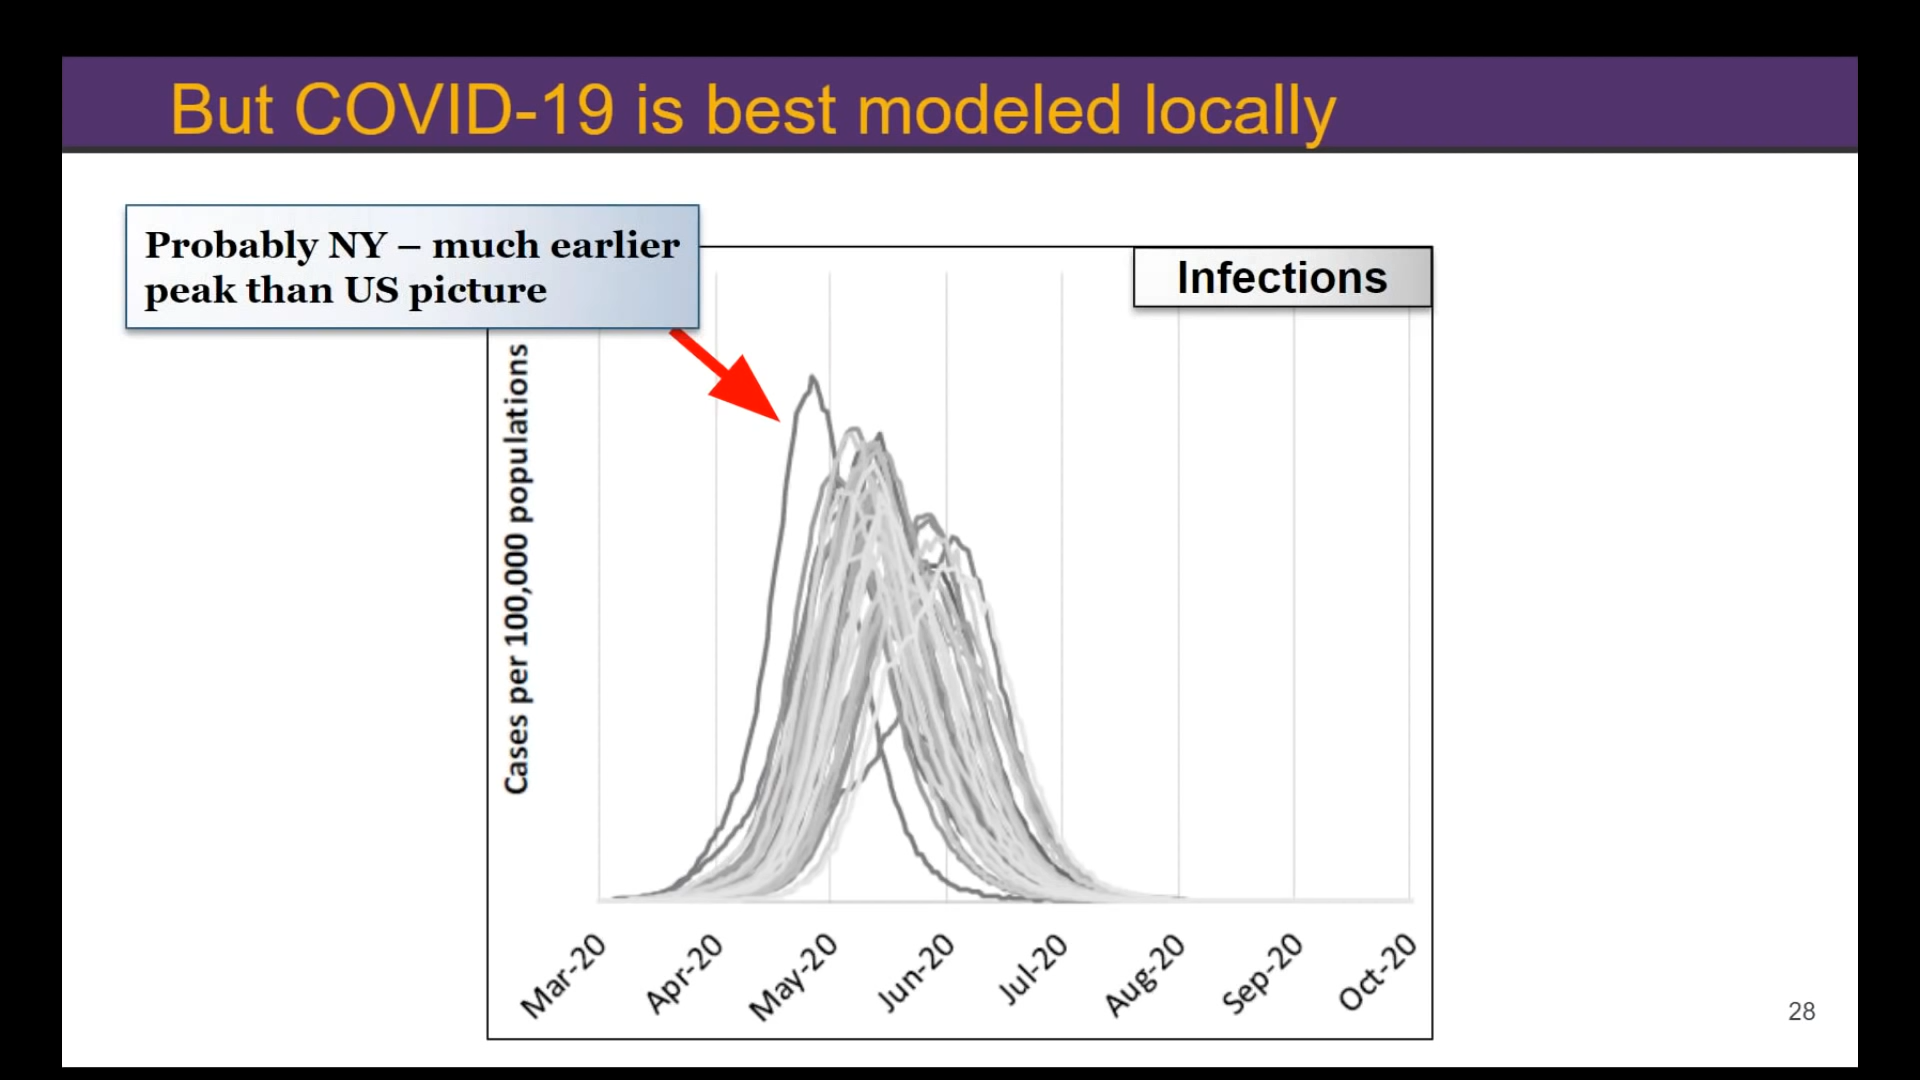 But COVID-19 is best modeled locally
Probably NY – much earlier
peak than US picture
Infections
Cases per 100,000 populations
Mar-20
Apr-20
May-20
Jun-20
Jul-20
Aug-20
Sep-20
Oct-20
28